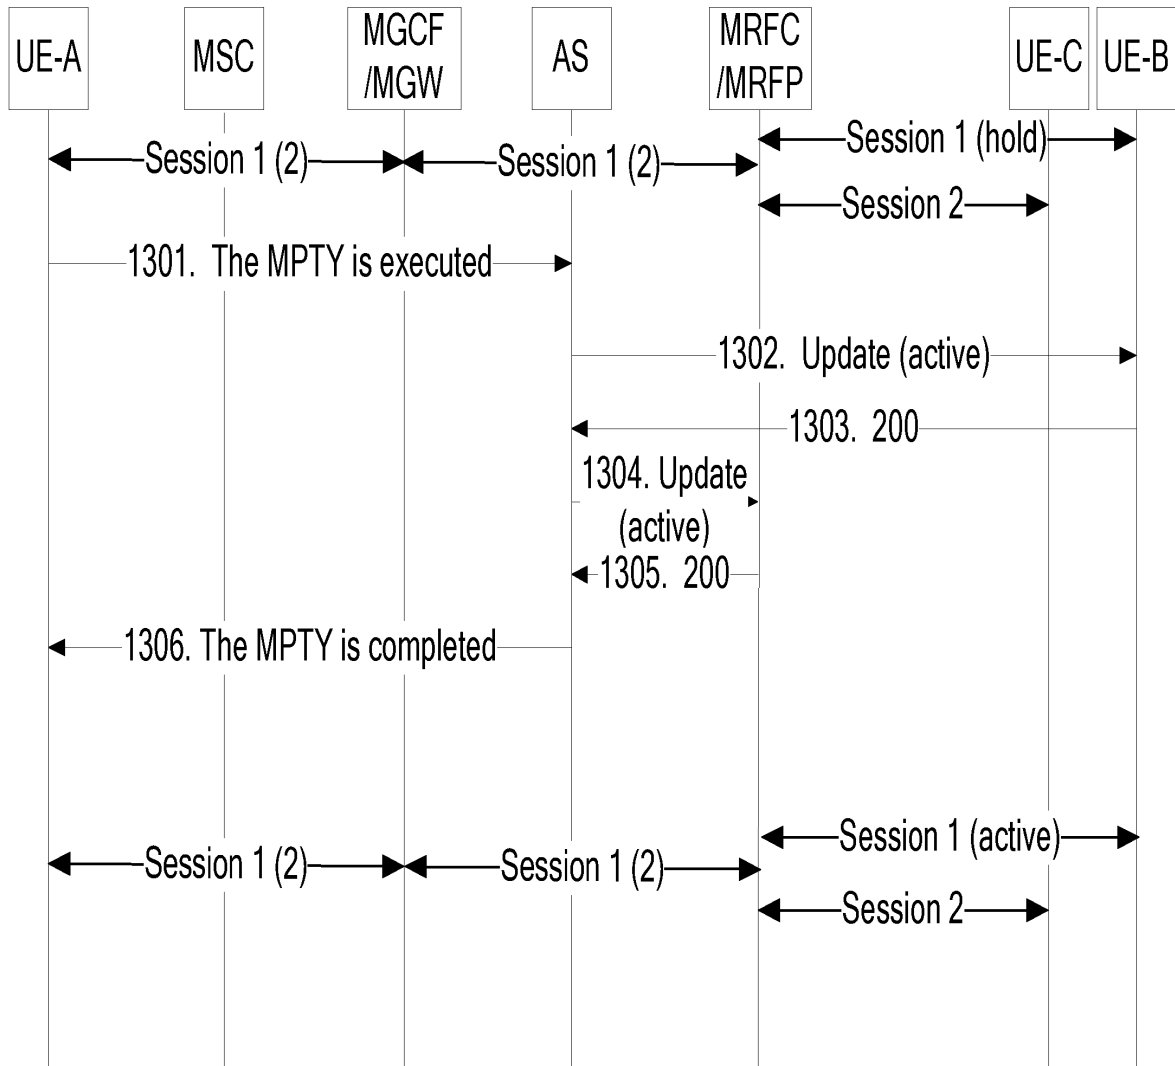 UE-A
MSC
MGCF
/MGW
AS
MRFC
/MRFP
UE-C
UE-B
Session 1 (2)
Session 1 (2)
Session 1 (hold)
Session 2
1301. The MPTY is executed
1302. Update (active)
1303. 200
1304. Update
(active)
1305. 200
1306. The MPTY is completed
Session 1 (active)
Session 1 (2)
Session 1 (2)
Session 2